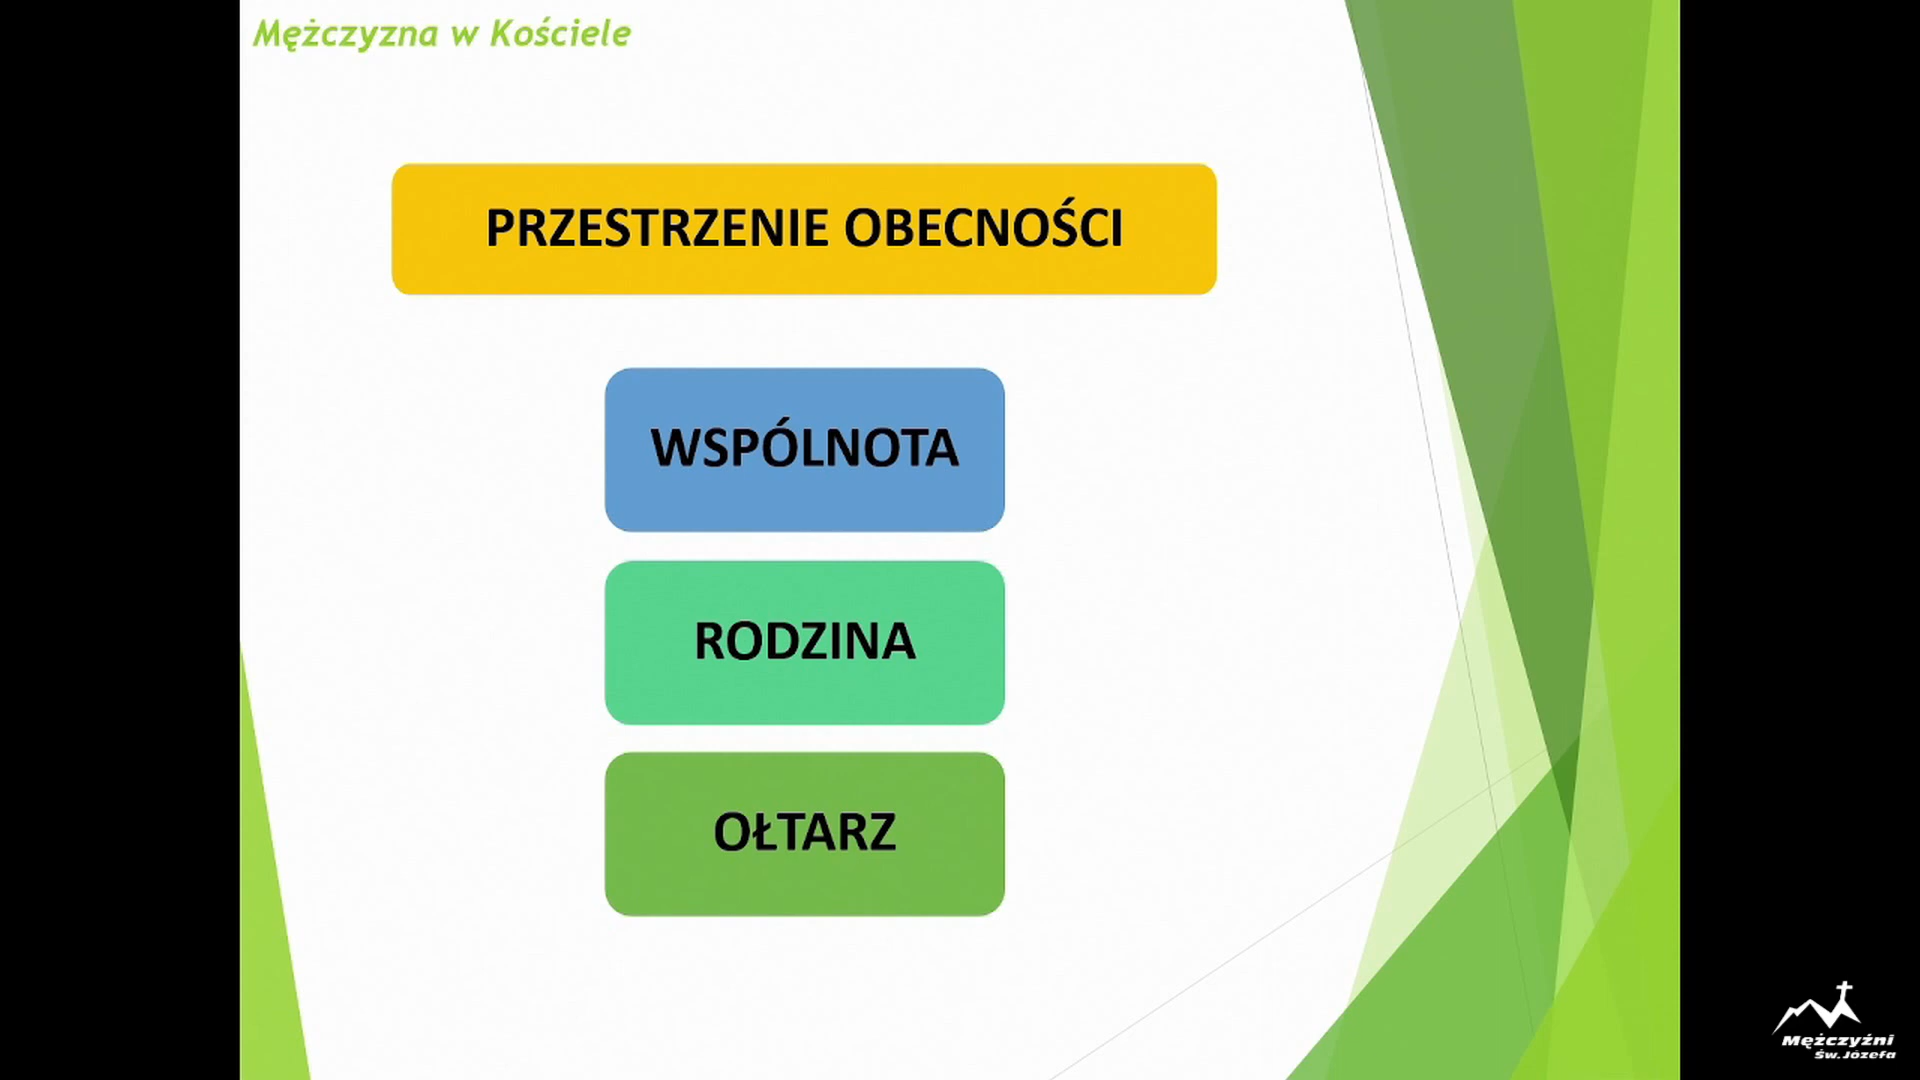 Mężczyzna w Kościele
PRZESTRZENIE OBECNOŚCI
WSPÓLNOTA
RODZINA
OŁTARZ
Mężczyźni
Św. Józefa